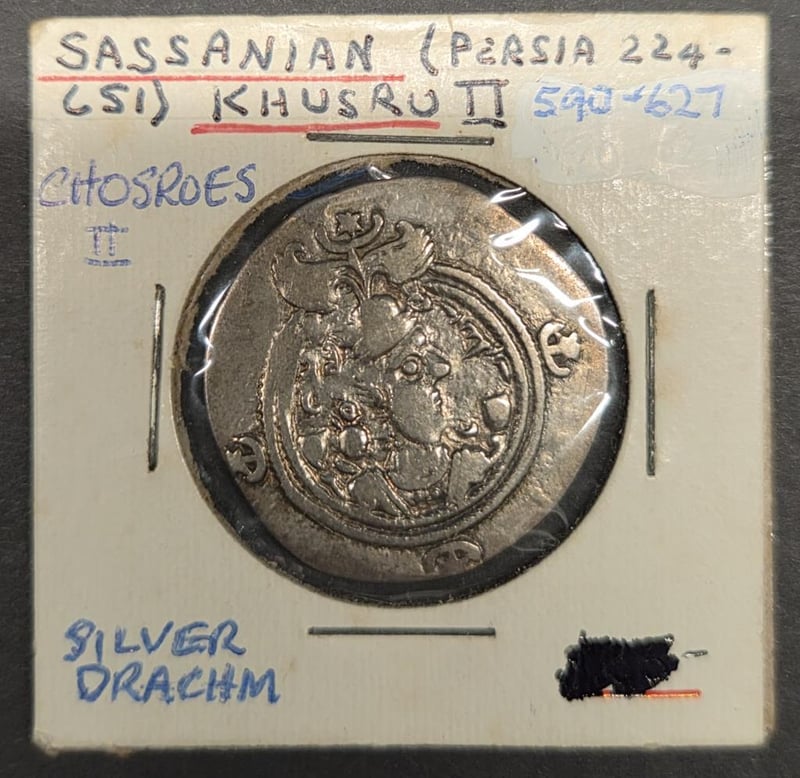 SASSANIAN (PERSIA 224-
651) KHUSRU II 590-627
CHOSROES
II
SILVER
DRACHM